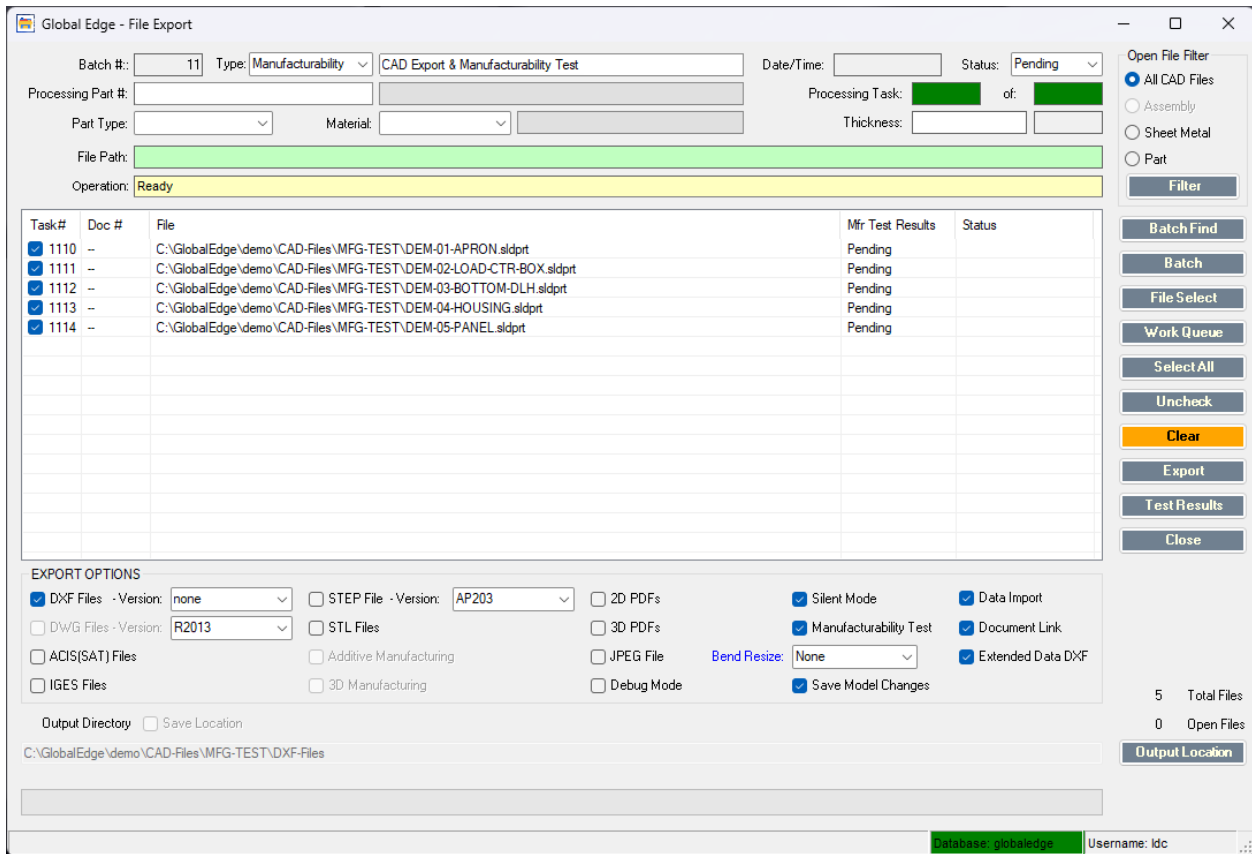 Global Edge - File Export
Batch #:: 11 Type: Manufacturability CAD Export & Manufacturability Test Date/Time: Status: Pending
Processing Part #: Processing Task: of:
Part Type: Material: Thickness:
File Path:
Operation: Ready
Open File Filter
All CAD Files
Assembly
Sheet Metal
Part
Filter
Task# Doc # File Mfr Test Results Status
1110 -- C:\GlobalEdge\demo\CAD-Files\MFG-TEST\DEM-01-APRON.sldprt Pending
1111 -- C:\GlobalEdge\demo\CAD-Files\MFG-TEST\DEM-02-LOAD-CTR-BOX.sldprt Pending
1112 -- C:\GlobalEdge\demo\CAD-Files\MFG-TEST\DEM-03-BOTTOM-DLH.sldprt Pending
1113 -- C:\GlobalEdge\demo\CAD-Files\MFG-TEST\DEM-04-HOUSING.sldprt Pending
1114 -- C:\GlobalEdge\demo\CAD-Files\MFG-TEST\DEM-05-PANEL.sldprt Pending
Batch Find
Batch
File Select
Work Queue
Select All
Uncheck
Clear
Export
Test Results
Close
EXPORT OPTIONS
DXF Files - Version: none STEP File - Version: AP203 2D PDFs Silent Mode Data Import
DWG Files - Version: R2013 STL Files 3D PDFs Manufacturability Test Document Link
ACIS(SAT) Files Additive Manufacturing JPEG File Bend Resize: None Extended Data DXF
IGES Files 3D Manufacturing Debug Mode Save Model Changes
5 Total Files
0 Open Files
Output Directory Save Location
C:\GlobalEdge\demo\CAD-Files\MFG-TEST\DXF-Files
Output Location
Database: globaledge Username: ldc